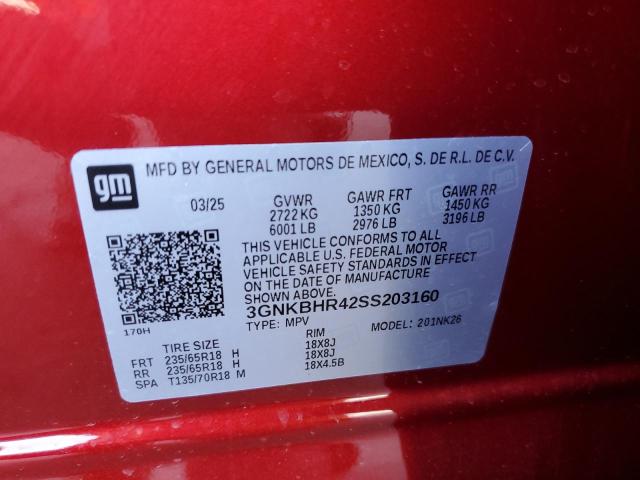 gm
MFD BY GENERAL MOTORS DE MEXICO, S. DE R.L. DE C.V.
03/25 GVWR GAWR FRT GAWR RR
2722 KG 1350 KG 1450 KG
6001 LB 2976 LB 3196 LB
THIS VEHICLE CONFORMS TO ALL
APPLICABLE U.S. FEDERAL MOTOR
VEHICLE SAFETY STANDARDS IN EFFECT
ON THE DATE OF MANUFACTURE
SHOWN ABOVE.
3GNKBHR42SS203160
170H TYPE: MPV MODEL: 201NK26
TIRE SIZE RIM
FRT 235/65R18 H 18X8J
RR 235/65R18 H 18X8J
SPA T135/70R18 M 18X4.5B